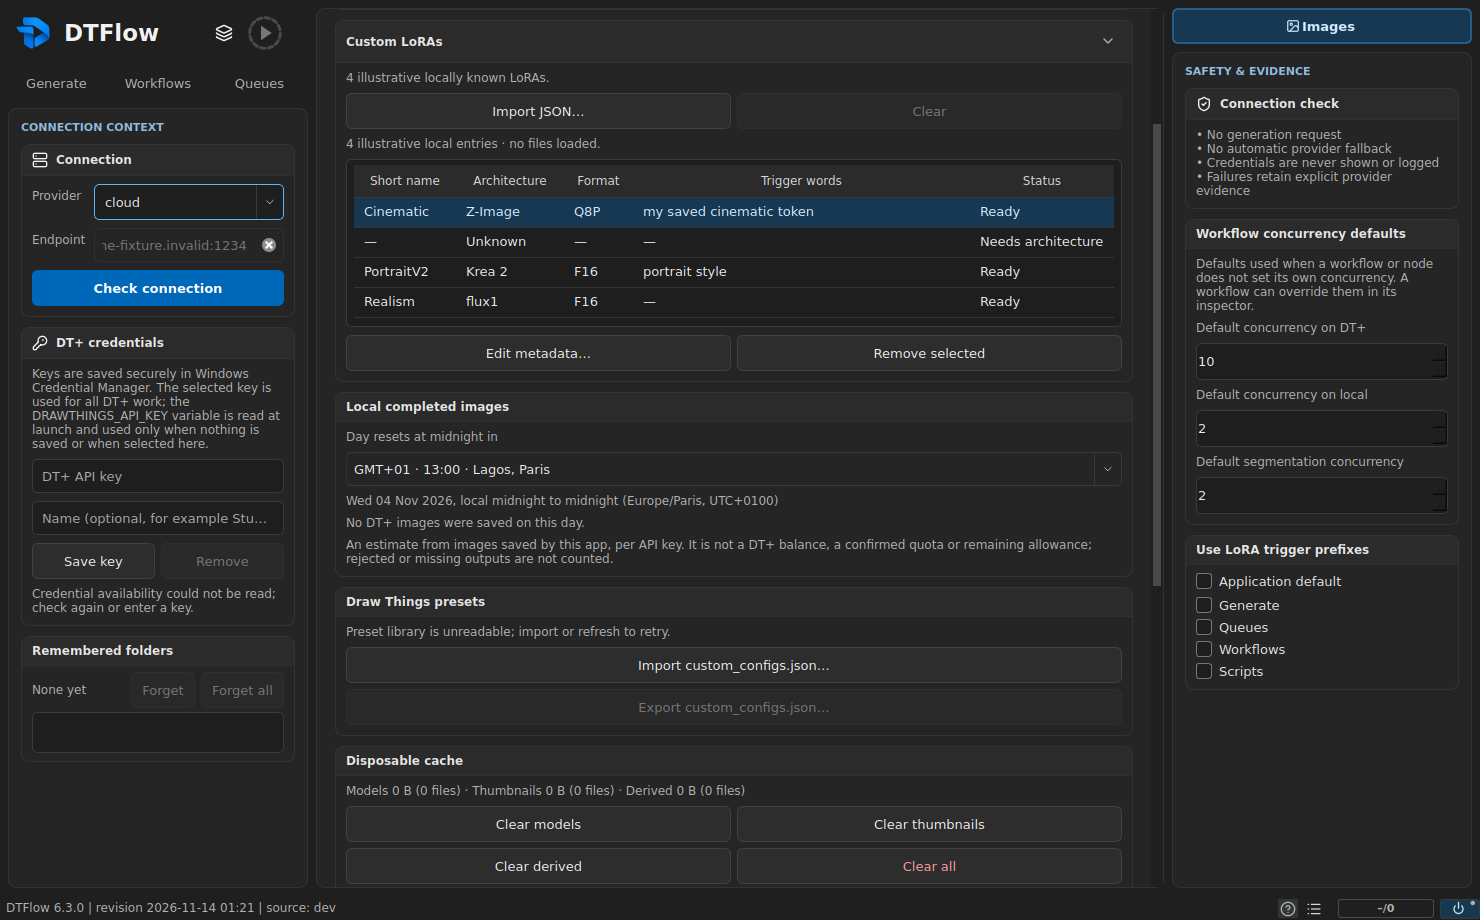 DTFlow
Generate Workflows Queues
CONNECTION CONTEXT
Connection
Provider cloud
Endpoint ne-fixture.invalid:1234
Check connection
DT+ credentials
Keys are saved securely in Windows
Credential Manager. The selected key is
used for all DT+ work; the
DRAWTHINGS_API_KEY variable is read at
launch and used only when nothing is
saved or when selected here.
DT+ API key
Name (optional, for example Stu...
Save key Remove
Credential availability could not be read;
check again or enter a key.
Remembered folders
None yet Forget Forget all
Custom LoRAs
4 illustrative locally known LoRAs.
Import JSON... Clear
4 illustrative local entries · no files loaded.
Short name Architecture Format Trigger words Status
Cinematic Z-Image Q8P my saved cinematic token Ready
— Unknown — — Needs architecture
PortraitV2 Krea 2 F16 portrait style Ready
Realism flux1 F16 — Ready
Edit metadata... Remove selected
Local completed images
Day resets at midnight in
GMT+01 · 13:00 · Lagos, Paris
Wed 04 Nov 2026, local midnight to midnight (Europe/Paris, UTC+0100)
No DT+ images were saved on this day.
An estimate from images saved by this app, per API key. It is not a DT+ balance, a confirmed quota or remaining allowance;
rejected or missing outputs are not counted.
Draw Things presets
Preset library is unreadable; import or refresh to retry.
Import custom_configs.json...
Export custom_configs.json...
Disposable cache
Models 0 B (0 files) · Thumbnails 0 B (0 files) · Derived 0 B (0 files)
Clear models Clear thumbnails
Clear derived Clear all
Images
SAFETY & EVIDENCE
Connection check
• No generation request
• No automatic provider fallback
• Credentials are never shown or logged
• Failures retain explicit provider
evidence
Workflow concurrency defaults
Defaults used when a workflow or node
does not set its own concurrency. A
workflow can override them in its
inspector.
Default concurrency on DT+
10
Default concurrency on local
2
Default segmentation concurrency
2
Use LoRA trigger prefixes
Application default
Generate
Queues
Workflows
Scripts
DTFlow 6.3.0 | revision 2026-11-14 01:21 | source: dev
–/0